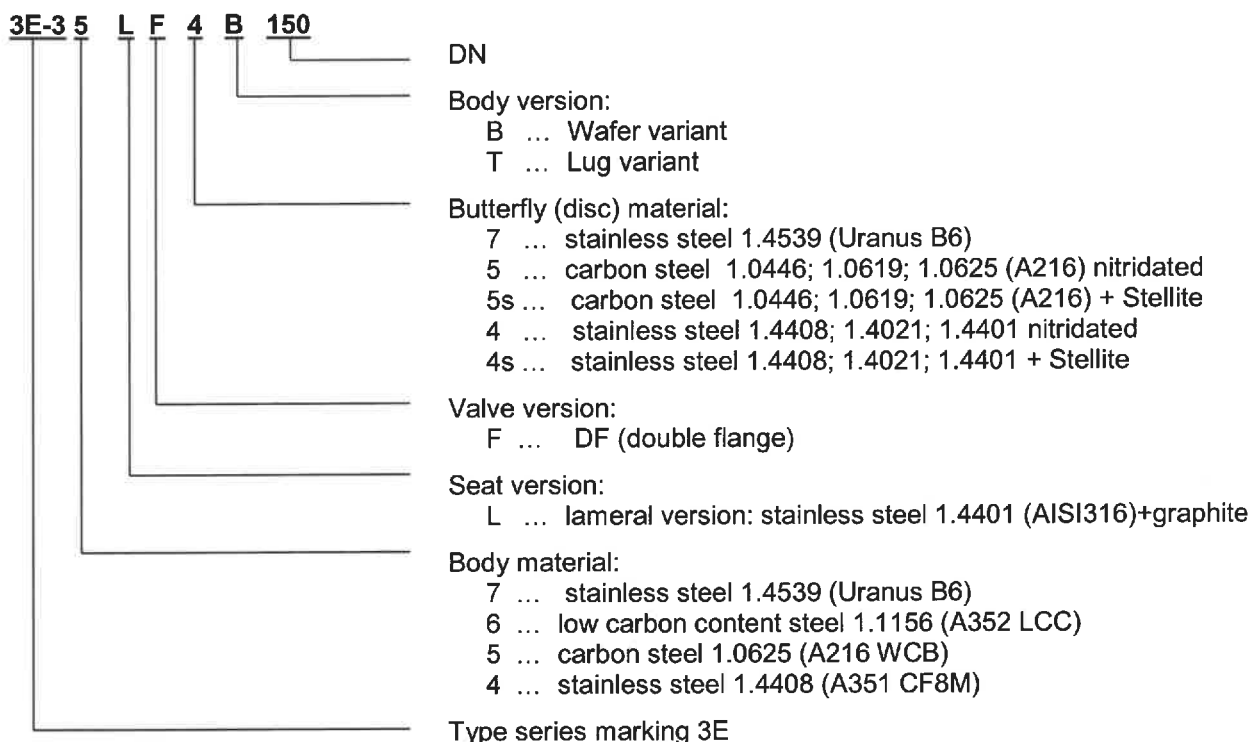 3E-3 5 L F 4 B 150
DN
Body version:
B ... Wafer variant
T ... Lug variant
Butterfly (disc) material:
7 ... stainless steel 1.4539 (Uranus B6)
5 ... carbon steel 1.0446; 1.0619; 1.0625 (A216) nitridated
5s ... carbon steel 1.0446; 1.0619; 1.0625 (A216) + Stellite
4 ... stainless steel 1.4408; 1.4021; 1.4401 nitridated
4s ... stainless steel 1.4408; 1.4021; 1.4401 + Stellite
Valve version:
F ... DF (double flange)
Seat version:
L ... lameral version: stainless steel 1.4401 (AISI316)+graphite
Body material:
7 ... stainless steel 1.4539 (Uranus B6)
6 ... low carbon content steel 1.1156 (A352 LCC)
5 ... carbon steel 1.0625 (A216 WCB)
4 ... stainless steel 1.4408 (A351 CF8M)
Type series marking 3E